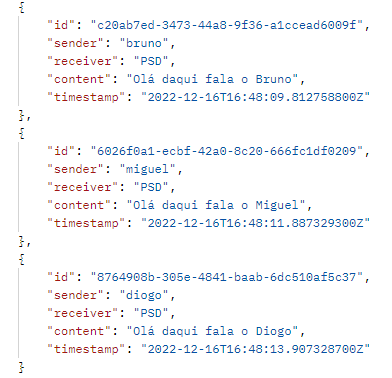 {
"id": "c20ab7ed-3473-44a8-9f36-a1ccead6009f",
"sender": "bruno",
"receiver": "PSD",
"content": "Olá daqui fala o Bruno",
"timestamp": "2022-12-16T16:48:09.812758800Z"
},
{
"id": "6026f0a1-ecbf-42a0-8c20-666fc1df0209",
"sender": "miguel",
"receiver": "PSD",
"content": "Olá daqui fala o Miguel",
"timestamp": "2022-12-16T16:48:11.887329300Z"
},
{
"id": "8764908b-305e-4841-baab-6dc510af5c37",
"sender": "diogo",
"receiver": "PSD",
"content": "Olá daqui fala o Diogo",
"timestamp": "2022-12-16T16:48:13.907328700Z"
}